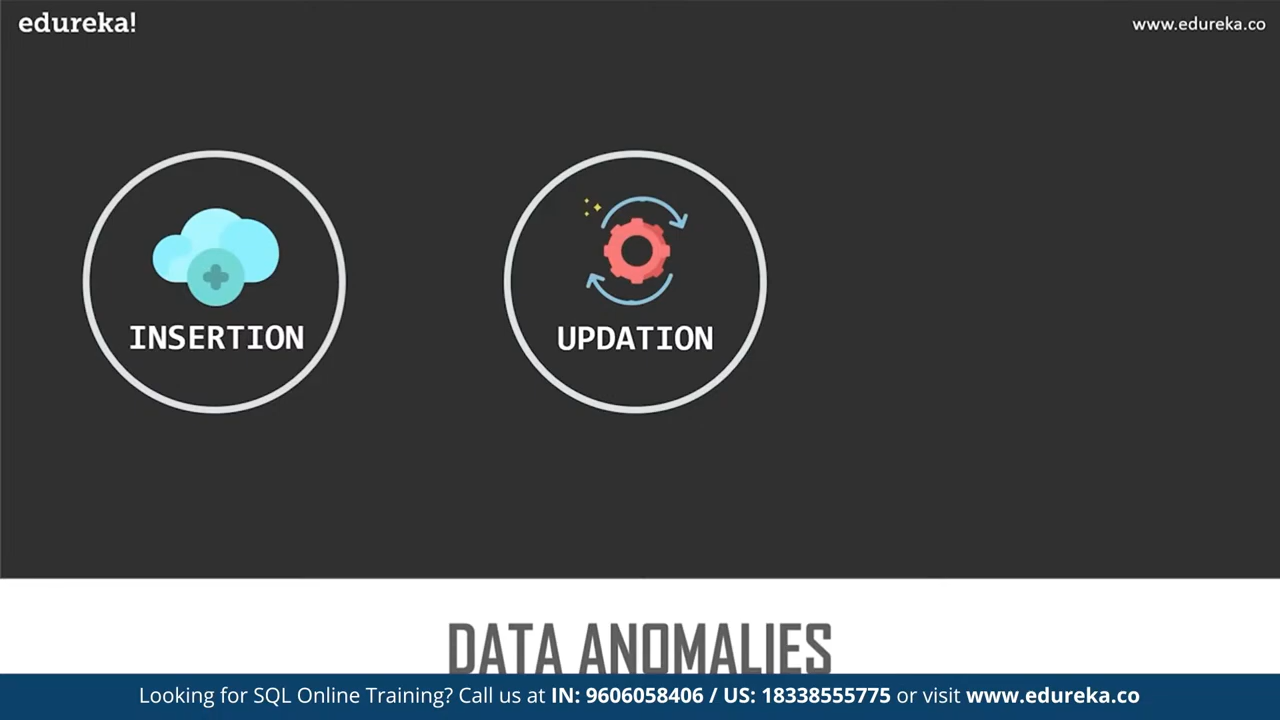 edureka!
www.edureka.co
INSERTION
UPDATION
DATA ANOMALIES
Looking for SQL Online Training? Call us at IN: 9606058406 / US: 18338555775 or visit www.edureka.co